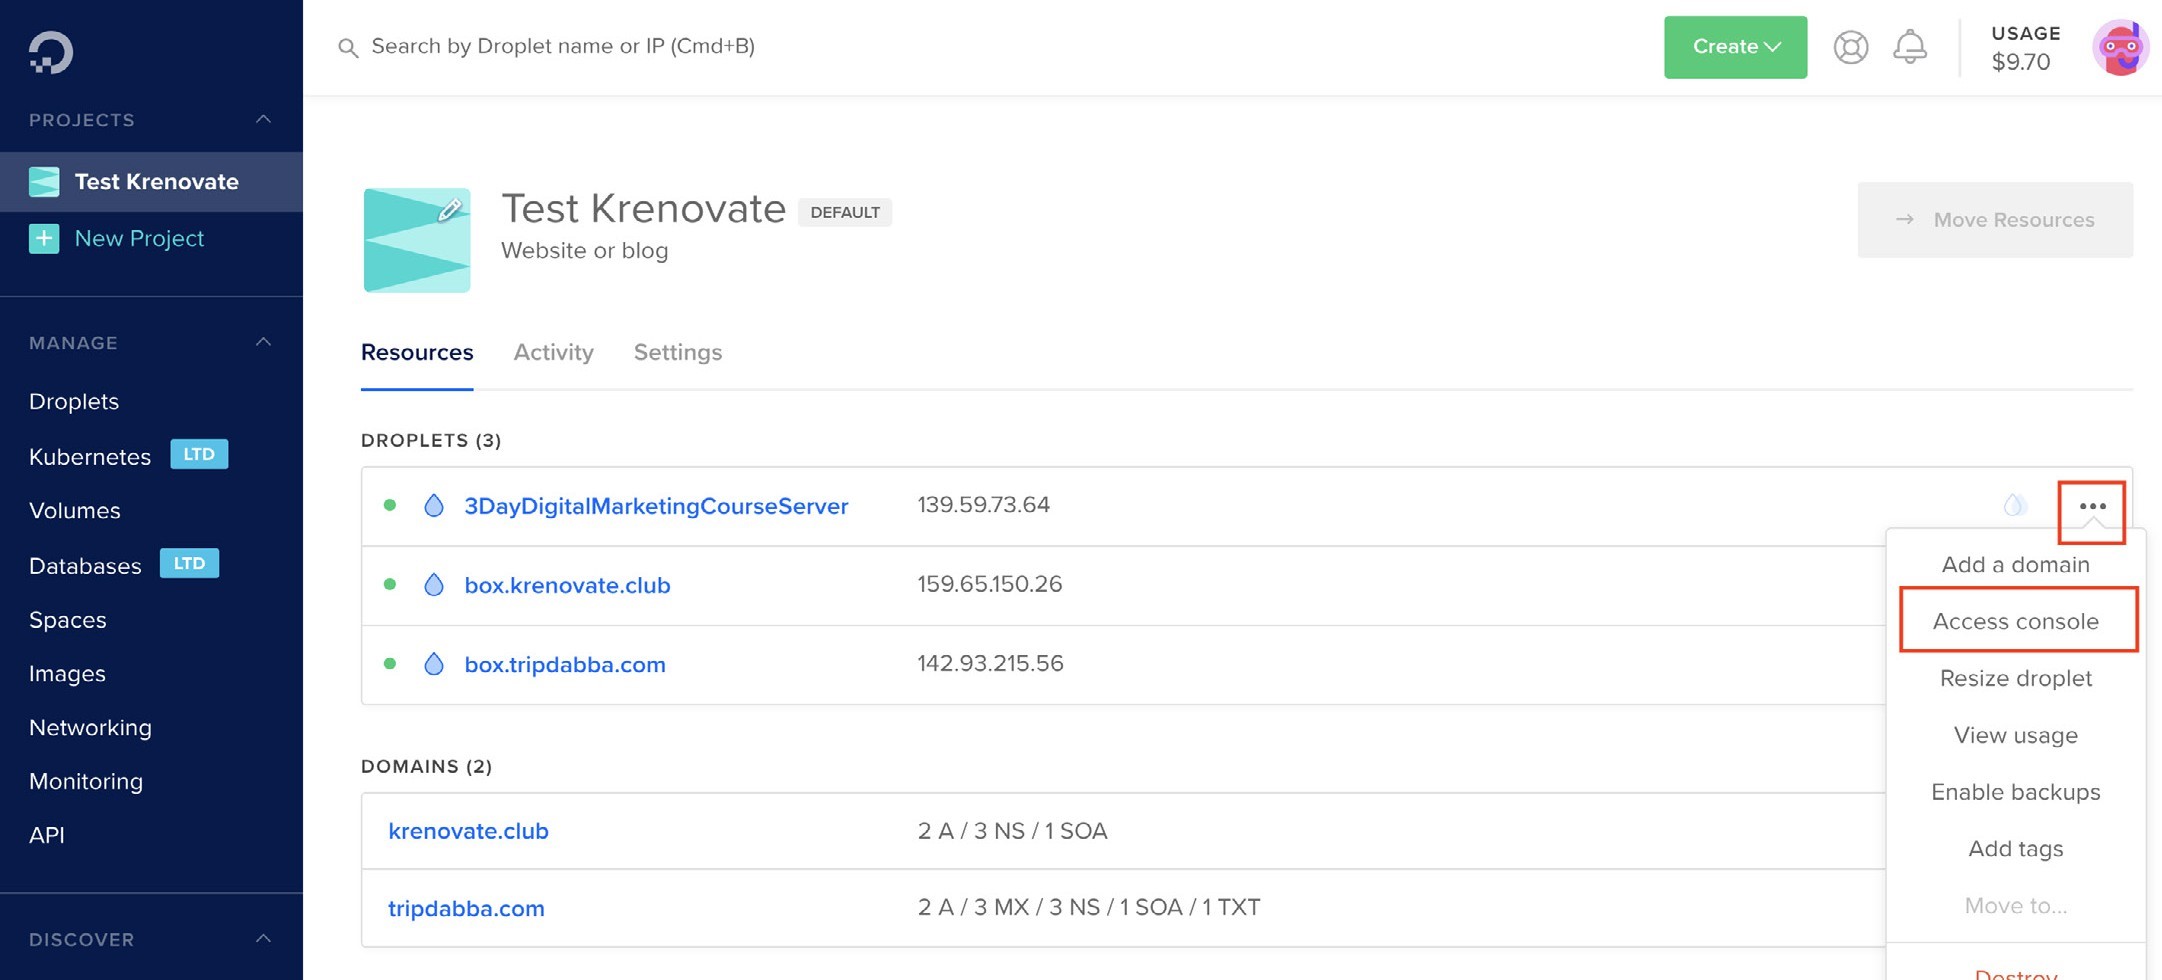 Search by Droplet name or IP (Cmd+B)
Create
USAGE
$9.70
PROJECTS
Test Krenovate
New Project
MANAGE
Droplets
Kubernetes LTD
Volumes
Databases LTD
Spaces
Images
Networking
Monitoring
API
DISCOVER
Test Krenovate DEFAULT
Website or blog
→ Move Resources
Resources Activity Settings
DROPLETS (3)
3DayDigitalMarketingCourseServer 139.59.73.64 •••
box.krenovate.club 159.65.150.26
box.tripdabba.com 142.93.215.56
DOMAINS (2)
krenovate.club 2 A / 3 NS / 1 SOA
tripdabba.com 2 A / 3 MX / 3 NS / 1 SOA / 1 TXT
Add a domain
Access console
Resize droplet
View usage
Enable backups
Add tags
Move to...
Destroy